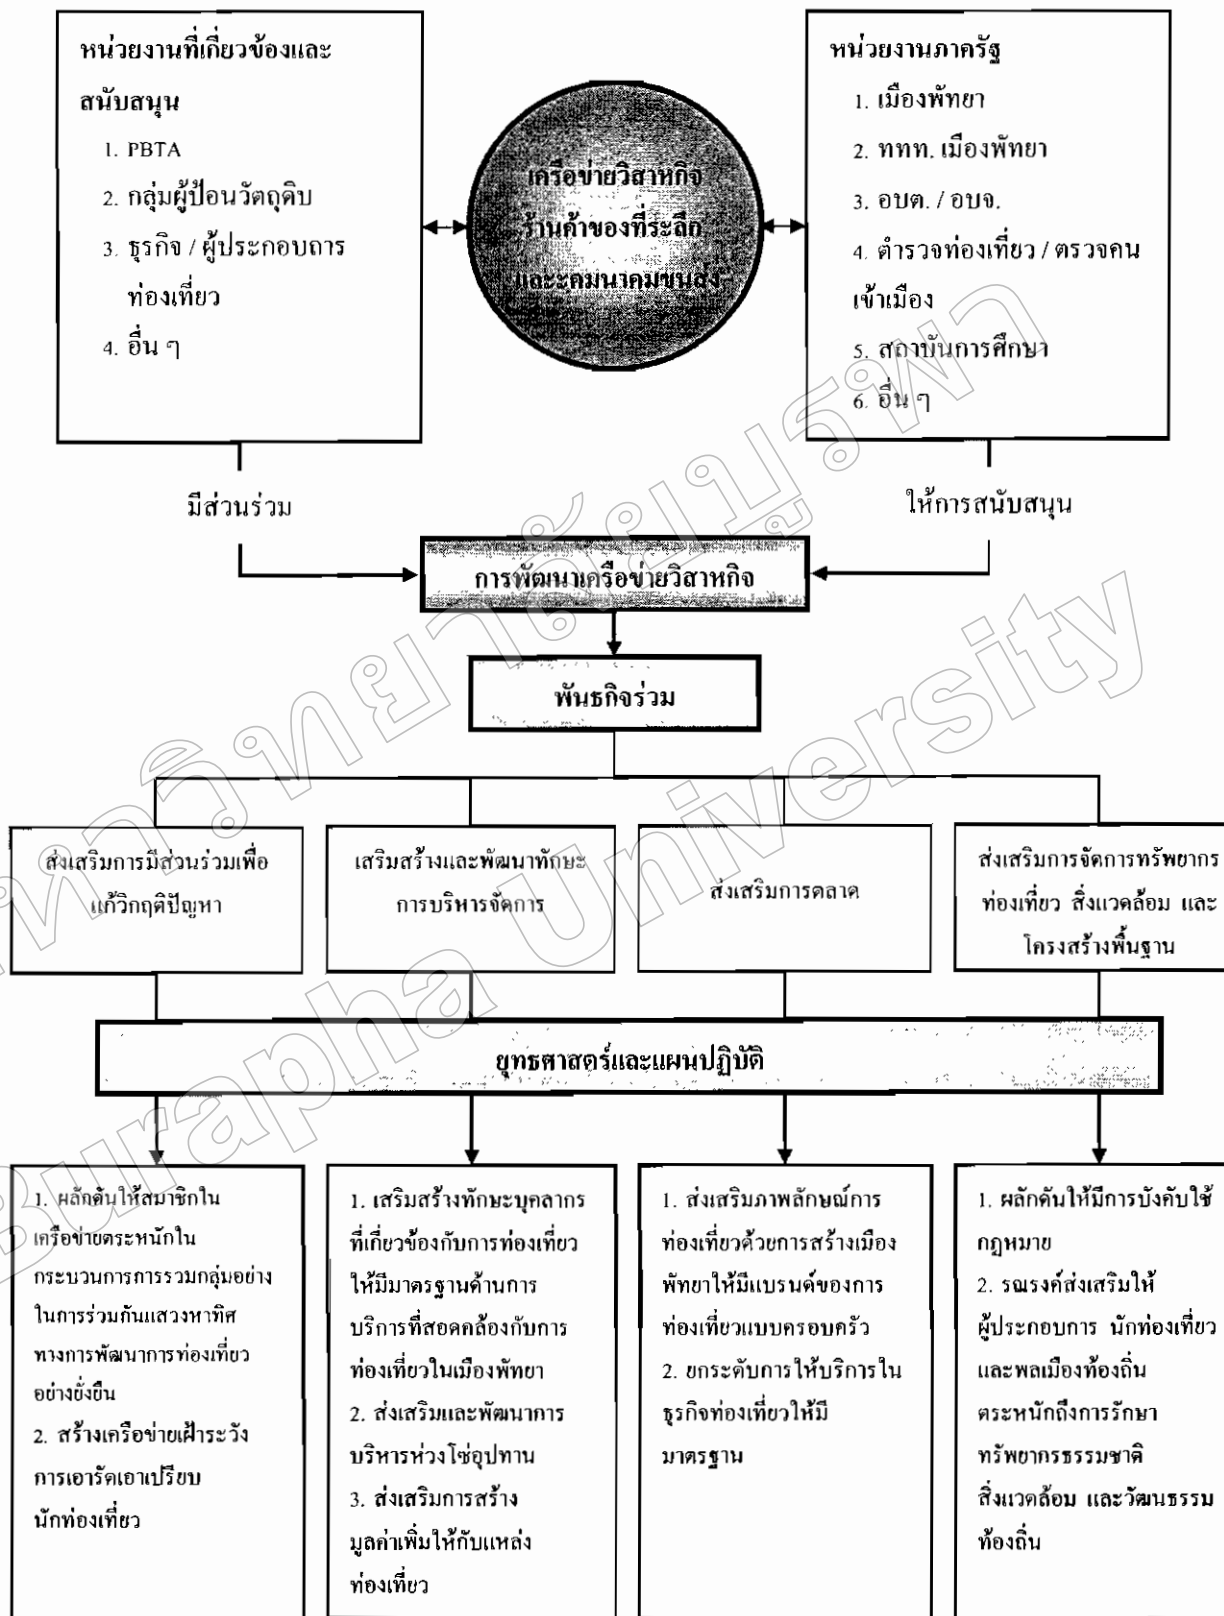 หน่วยงานที่เกี่ยวข้องและ
สนับสนุน
1. PBTA
2. กลุ่มผู้ป้อนวัตถุดิบ
3. ธุรกิจ / ผู้ประกอบการ
ท่องเที่ยว
4. อื่น ๆ
เครือข่ายวิสาหกิจ
ร้านค้าของที่ระลึก
และะคมนาคมขนส่ง
หน่วยงานภาครัฐ
1. เมืองพัทยา
2. ททท. เมืองพัทยา
3. อบต. / อบจ.
4. ตำรวจท่องเที่ยว / ตรวจคน
เข้าเมือง
5. สถาบันการศึกษา
6. อื่น ๆ
มีส่วนร่วม
ให้การสนับสนุน
การพัฒนาเครือข่ายวิสาหกิจ
พันธกิจร่วม
ส่งเสริมการมีส่วนร่วมเพื่อ
แก้วิกฤติปัญหา
เสริมสร้างและพัฒนาทักษะ
การบริหารจัดการ
ส่งเสริมการตลาด
ส่งเสริมการจัดการทรัพยากร
ท่องเที่ยว สิ่งแวดล้อม และ
โครงสร้างพื้นฐาน
ยุทธศาสตร์และแผนปฏิบัติ
1. ผลักดันให้สมาชิกใน
เครือข่ายตระหนักใน
กระบวนการการรวมกลุ่มอย่าง
ในการร่วมกันแสวงหาทิศ
ทางการพัฒนาการท่องเที่ยว
อย่างยั่งยืน
2. สร้างเครือข่ายเฝ้าระวัง
การเอารัดเอาเปรียบ
นักท่องเที่ยว
1. เสริมสร้างทักษะบุคลากร
ที่เกี่ยวข้องกับการท่องเที่ยว
ให้มีมาตรฐานด้านการ
บริการที่สอดคล้องกับการ
ท่องเที่ยวในเมืองพัทยา
2. ส่งเสริมและพัฒนาการ
บริหารห่วงโซ่อุปทาน
3. ส่งเสริมการสร้าง
มูลค่าเพิ่มให้กับแหล่ง
ท่องเที่ยว
1. ส่งเสริมภาพลักษณ์การ
ท่องเที่ยวด้วยการสร้างเมือง
พัทยาให้มีแบรนด์ของการ
ท่องเที่ยวแบบครอบครัว
2. ยกระดับการให้บริการใน
ธุรกิจท่องเที่ยวให้มี
มาตรฐาน
1. ผลักดันให้มีการบังคับใช้
กฎหมาย
2. รณรงค์ส่งเสริมให้
ผู้ประกอบการ นักท่องเที่ยว
และพลเมืองท้องถิ่น
ตระหนักถึงการรักษา
ทรัพยากรธรรมชาติ
สิ่งแวดล้อม และวัฒนธรรม
ท้องถิ่น
มหาวิทยาลัยบูรพา
Burapha University